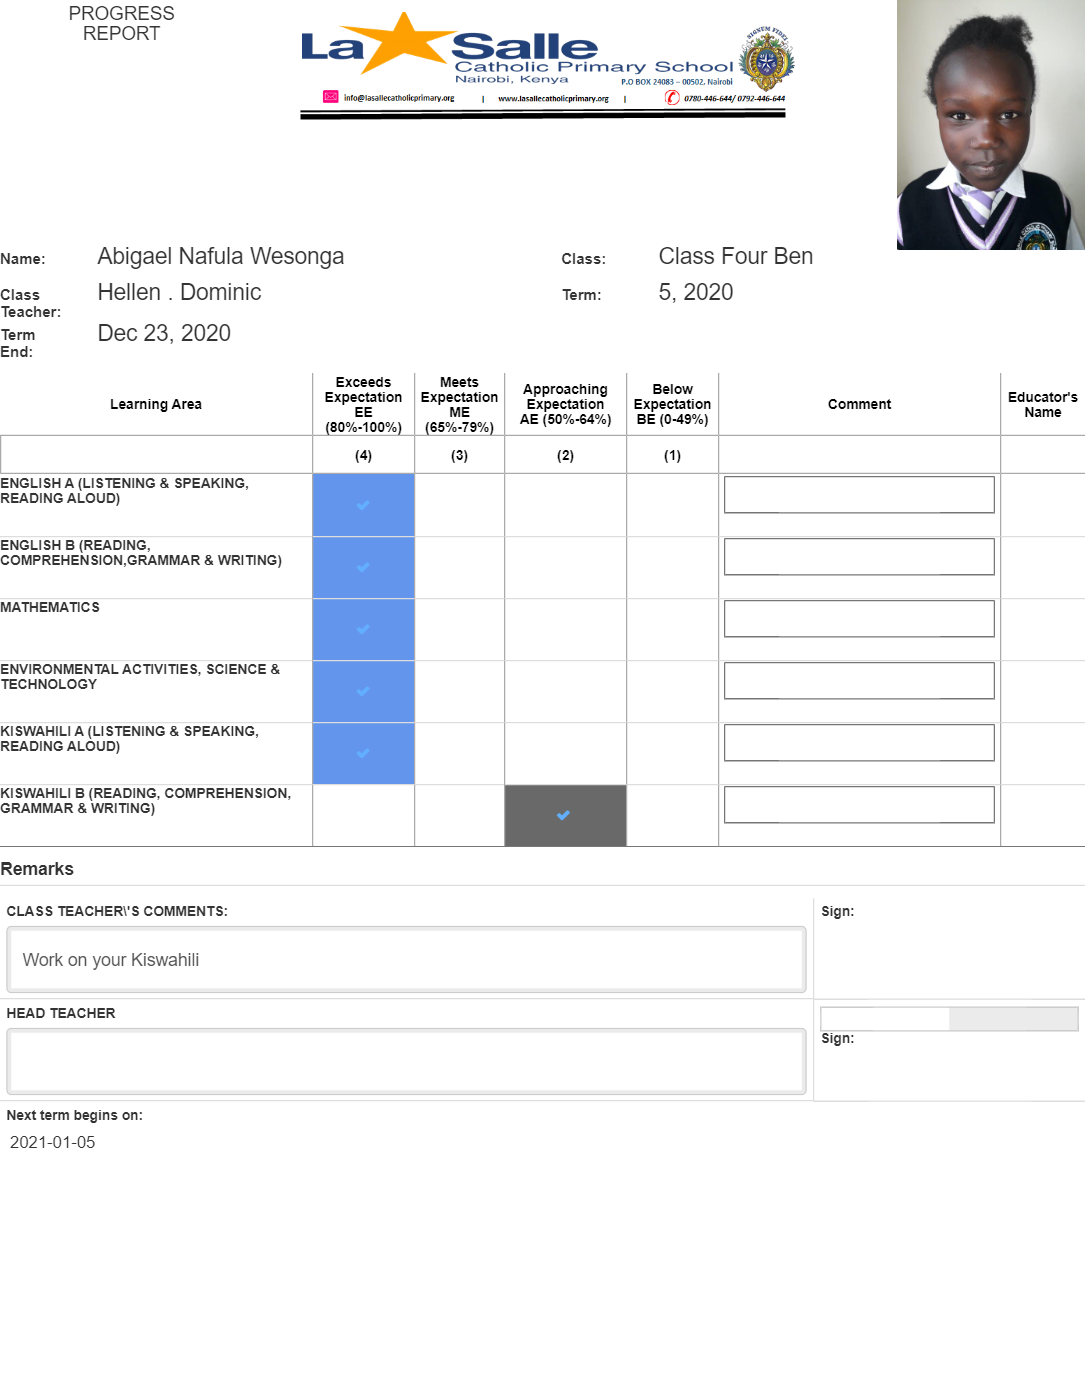 PROGRESS
REPORT
La Salle
Catholic Primary School
Nairobi, Kenya
P.O BOX 24083 – 00502. Nairobi
SIGNUM FIDEI
info@lasallecatholicprimary.org | www.lasallecatholicprimary.org | 0780-446-644/ 0792-446-644
Name: Abigael Nafula Wesonga Class: Class Four Ben
Class Teacher: Hellen . Dominic Term: 5, 2020
Term End: Dec 23, 2020
Learning Area
Exceeds Expectation EE (80%-100%)
Meets Expectation ME (65%-79%)
Approaching Expectation AE (50%-64%)
Below Expectation BE (0-49%)
Comment
Educator's Name
(4) (3) (2) (1)
ENGLISH A (LISTENING & SPEAKING,
READING ALOUD)
ENGLISH B (READING,
COMPREHENSION,GRAMMAR & WRITING)
MATHEMATICS
ENVIRONMENTAL ACTIVITIES, SCIENCE &
TECHNOLOGY
KISWAHILI A (LISTENING & SPEAKING,
READING ALOUD)
KISWAHILI B (READING, COMPREHENSION,
GRAMMAR & WRITING)
Remarks
CLASS TEACHER\'S COMMENTS: Sign:
Work on your Kiswahili
HEAD TEACHER
Sign:
Next term begins on:
2021-01-05